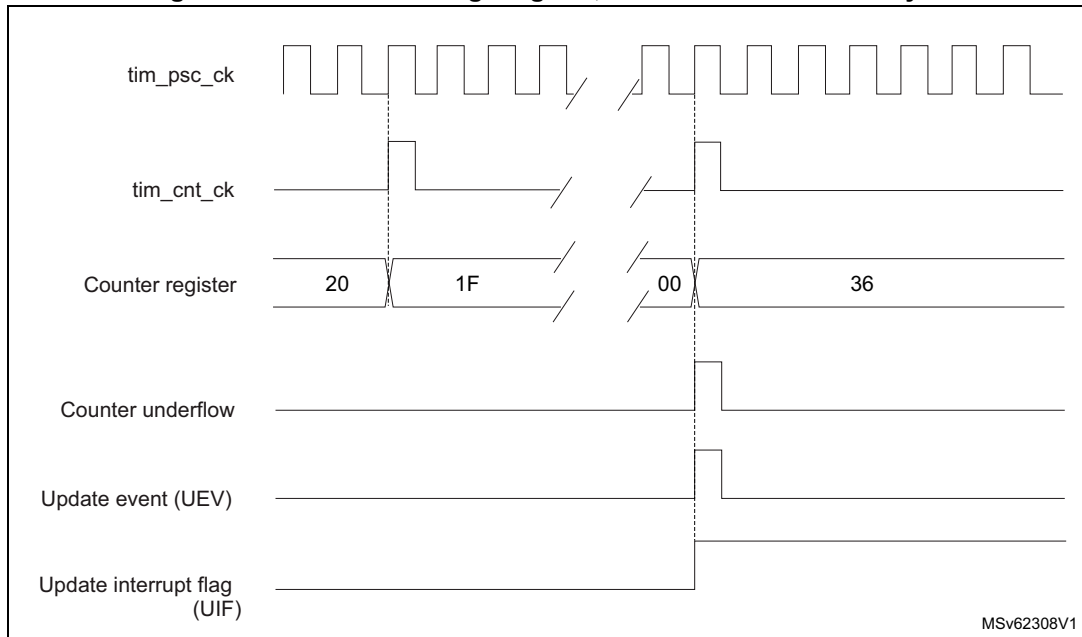 tim_psc_ck
tim_cnt_ck
Counter register
20
1F
00
36
Counter underflow
Update event (UEV)
Update interrupt flag
(UIF)
MSv62308V1